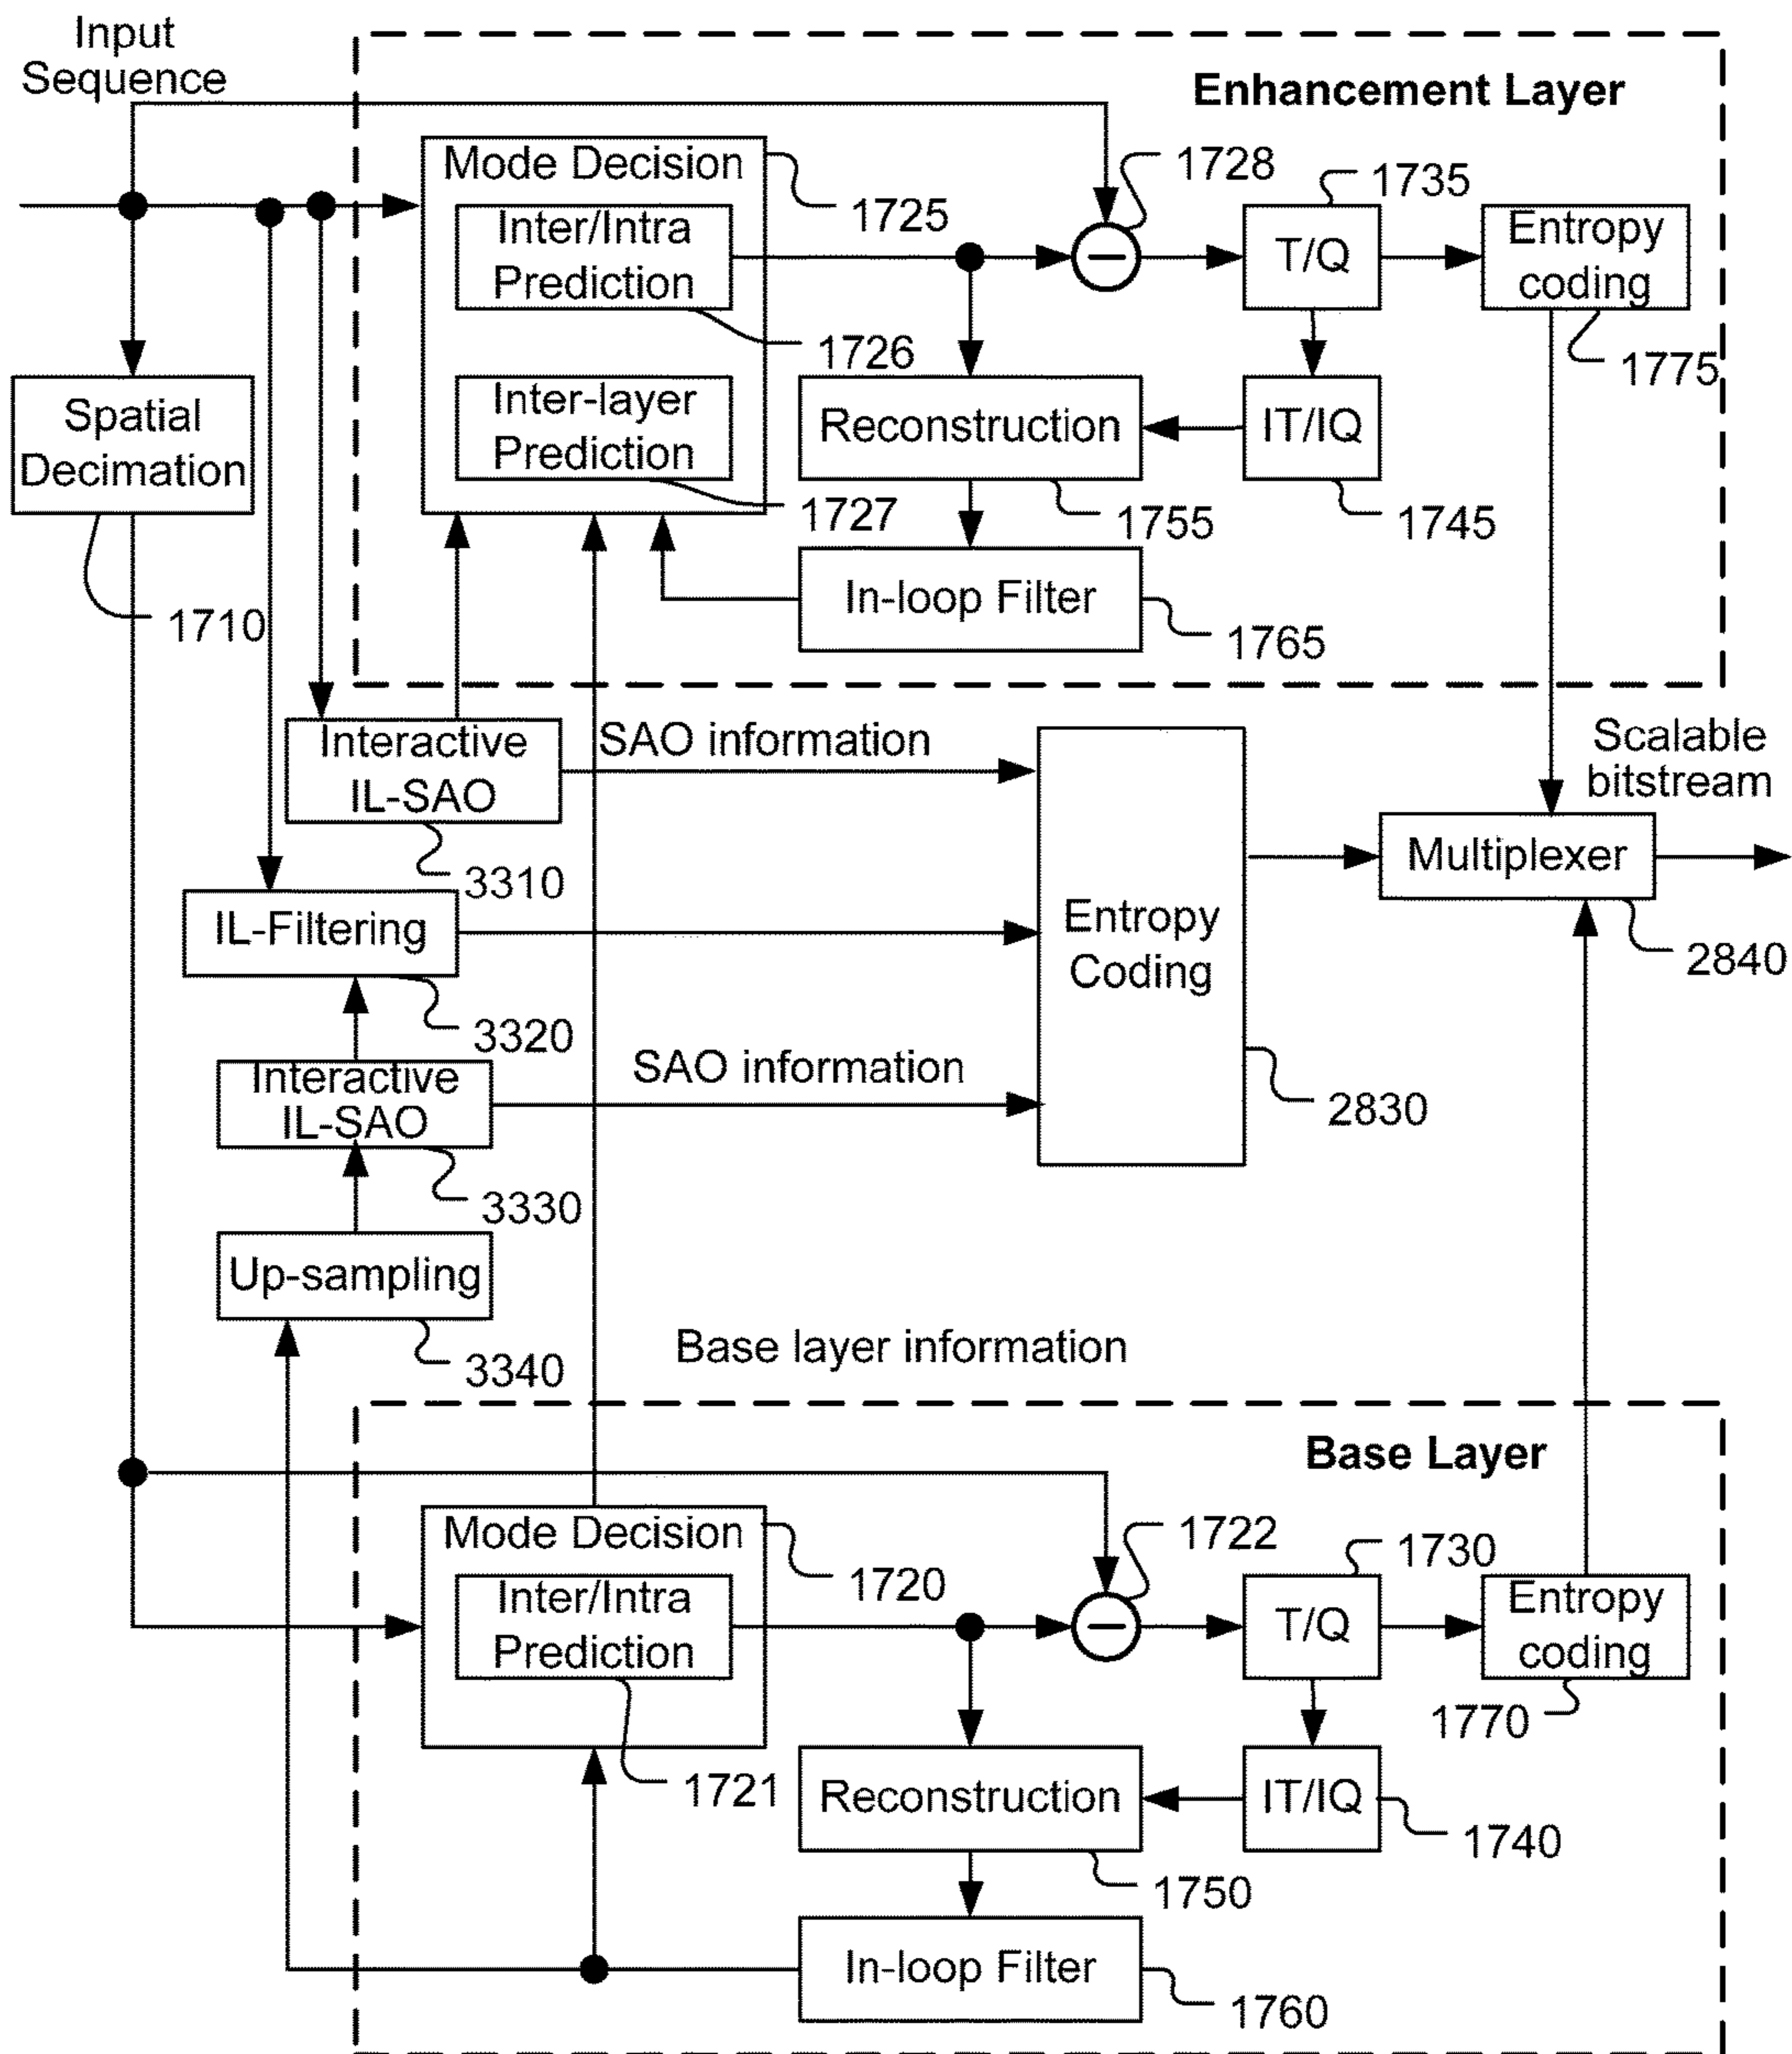 Input
Sequence
Enhancement Layer
Mode Decision
1725
1728
1735
Inter/Intra
Prediction
1726
T/Q
Entropy
coding
1775
Spatial
Decimation
1710
Inter-layer
Prediction
1727
Reconstruction
1755
IT/IQ
1745
In-loop Filter
1765
Interactive
IL-SAO
3310
SAO information
Scalable
bitstream
Multiplexer
2840
IL-Filtering
3320
Entropy
Coding
2830
Interactive
IL-SAO
3330
SAO information
Up-sampling
3340
Base layer information
Base Layer
Mode Decision
1720
1722
1730
Inter/Intra
Prediction
1721
T/Q
Entropy
coding
1770
Reconstruction
1750
IT/IQ
1740
In-loop Filter
1760